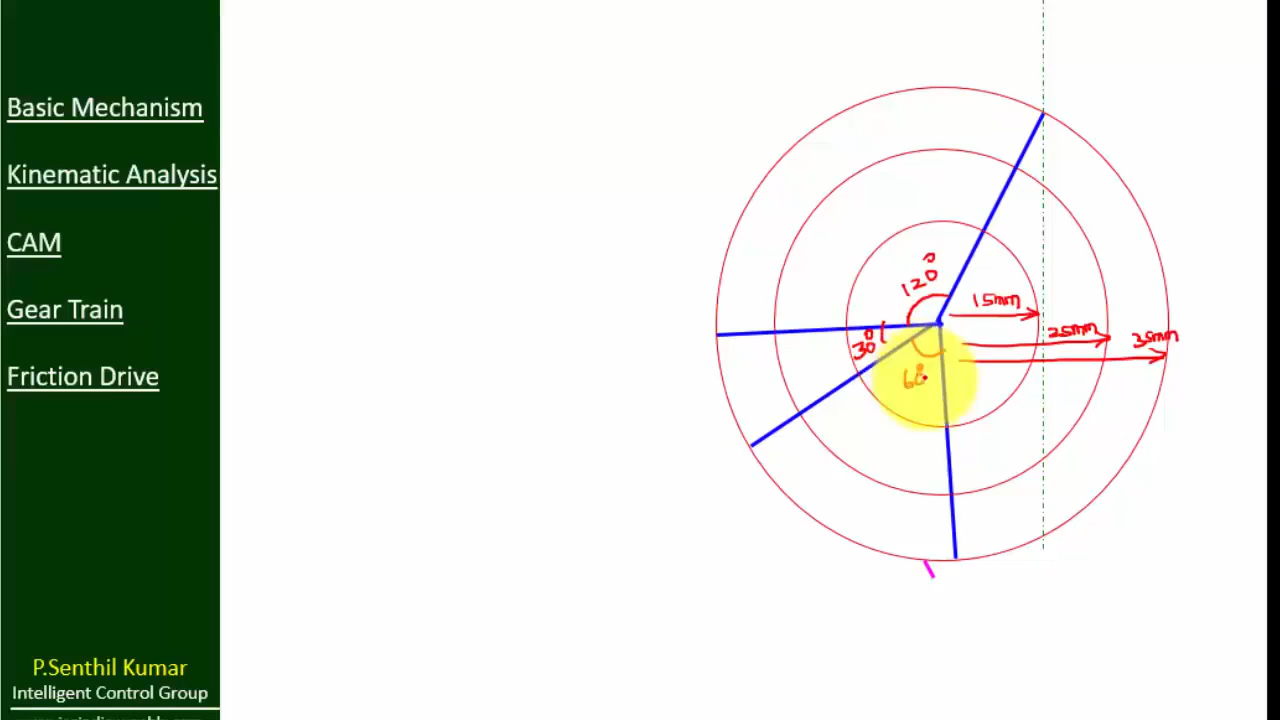 Basic Mechanism
Kinematic Analysis
CAM
Gear Train
Friction Drive
P.Senthil Kumar
Intelligent Control Group
120°
15mm
25mm
35mm
30°
60°